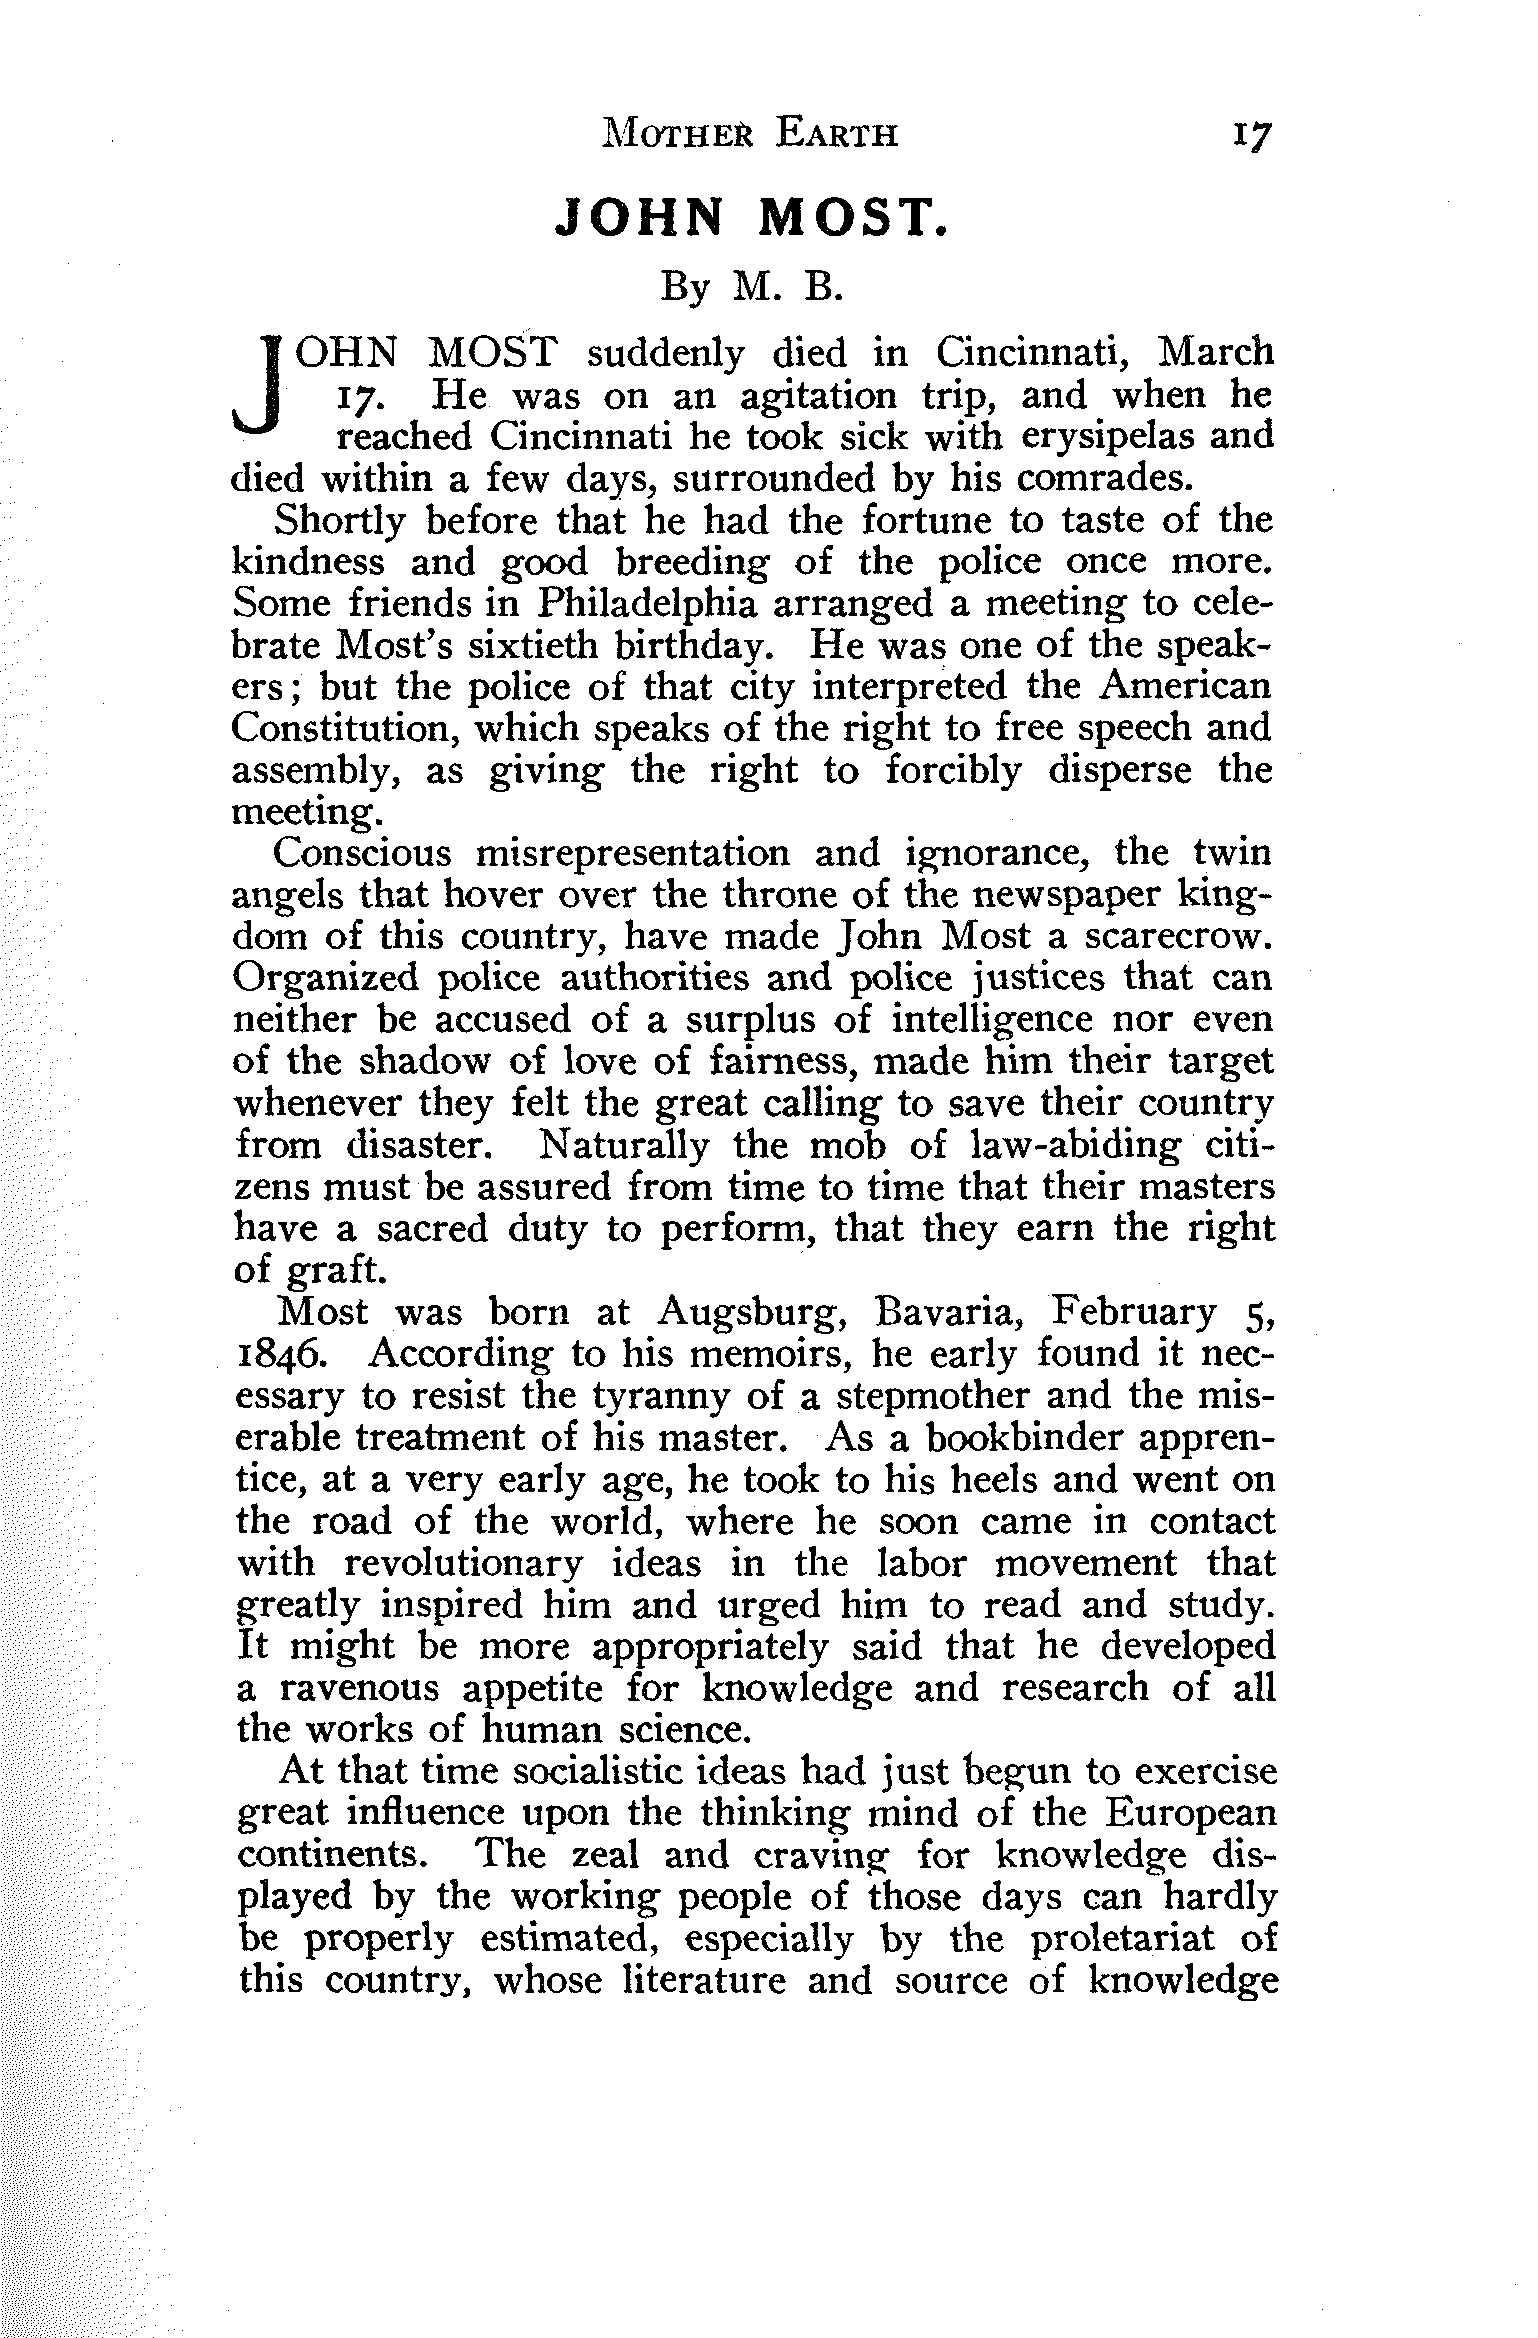 MOTHER EARTH 17
JOHN MOST.
By M. B.
JOHN MOST suddenly died in Cincinnati, March
17. He was on an agitation trip, and when he
reached Cincinnati he took sick with erysipelas and
died within a few days, surrounded by his comrades.
Shortly before that he had the fortune to taste of the
kindness and good breeding of the police once more.
Some friends in Philadelphia arranged a meeting to cele-
brate Most's sixtieth birthday. He was one of the speak-
ers; but the police of that city interpreted the American
Constitution, which speaks of the right to free speech and
assembly, as giving the right to forcibly disperse the
meeting.
Conscious misrepresentation and ignorance, the twin
angels that hover over the throne of the newspaper king-
dom of this country, have made John Most a scarecrow.
Organized police authorities and police justices that can
neither be accused of a surplus of intelligence nor even
of the shadow of love of fairness, made him their target
whenever they felt the great calling to save their country
from disaster. Naturally the mob of law-abiding citi-
zens must be assured from time to time that their masters
have a sacred duty to perform, that they earn the right
of graft.
Most was born at Augsburg, Bavaria, February 5,
1846. According to his memoirs, he early found it nec-
essary to resist the tyranny of a stepmother and the mis-
erable treatment of his master. As a bookbinder appren-
tice, at a very early age, he took to his heels and went on
the road of the world, where he soon came in contact
with revolutionary ideas in the labor movement that
greatly inspired him and urged him to read and study.
It might be more appropriately said that he developed
a ravenous appetite for knowledge and research of all
the works of human science.
At that time socialistic ideas had just begun to exercise
great influence upon the thinking mind of the European
continents. The zeal and craving for knowledge dis-
played by the working people of those days can hardly
be properly estimated, especially by the proletariat of
this country, whose literature and source of knowledge